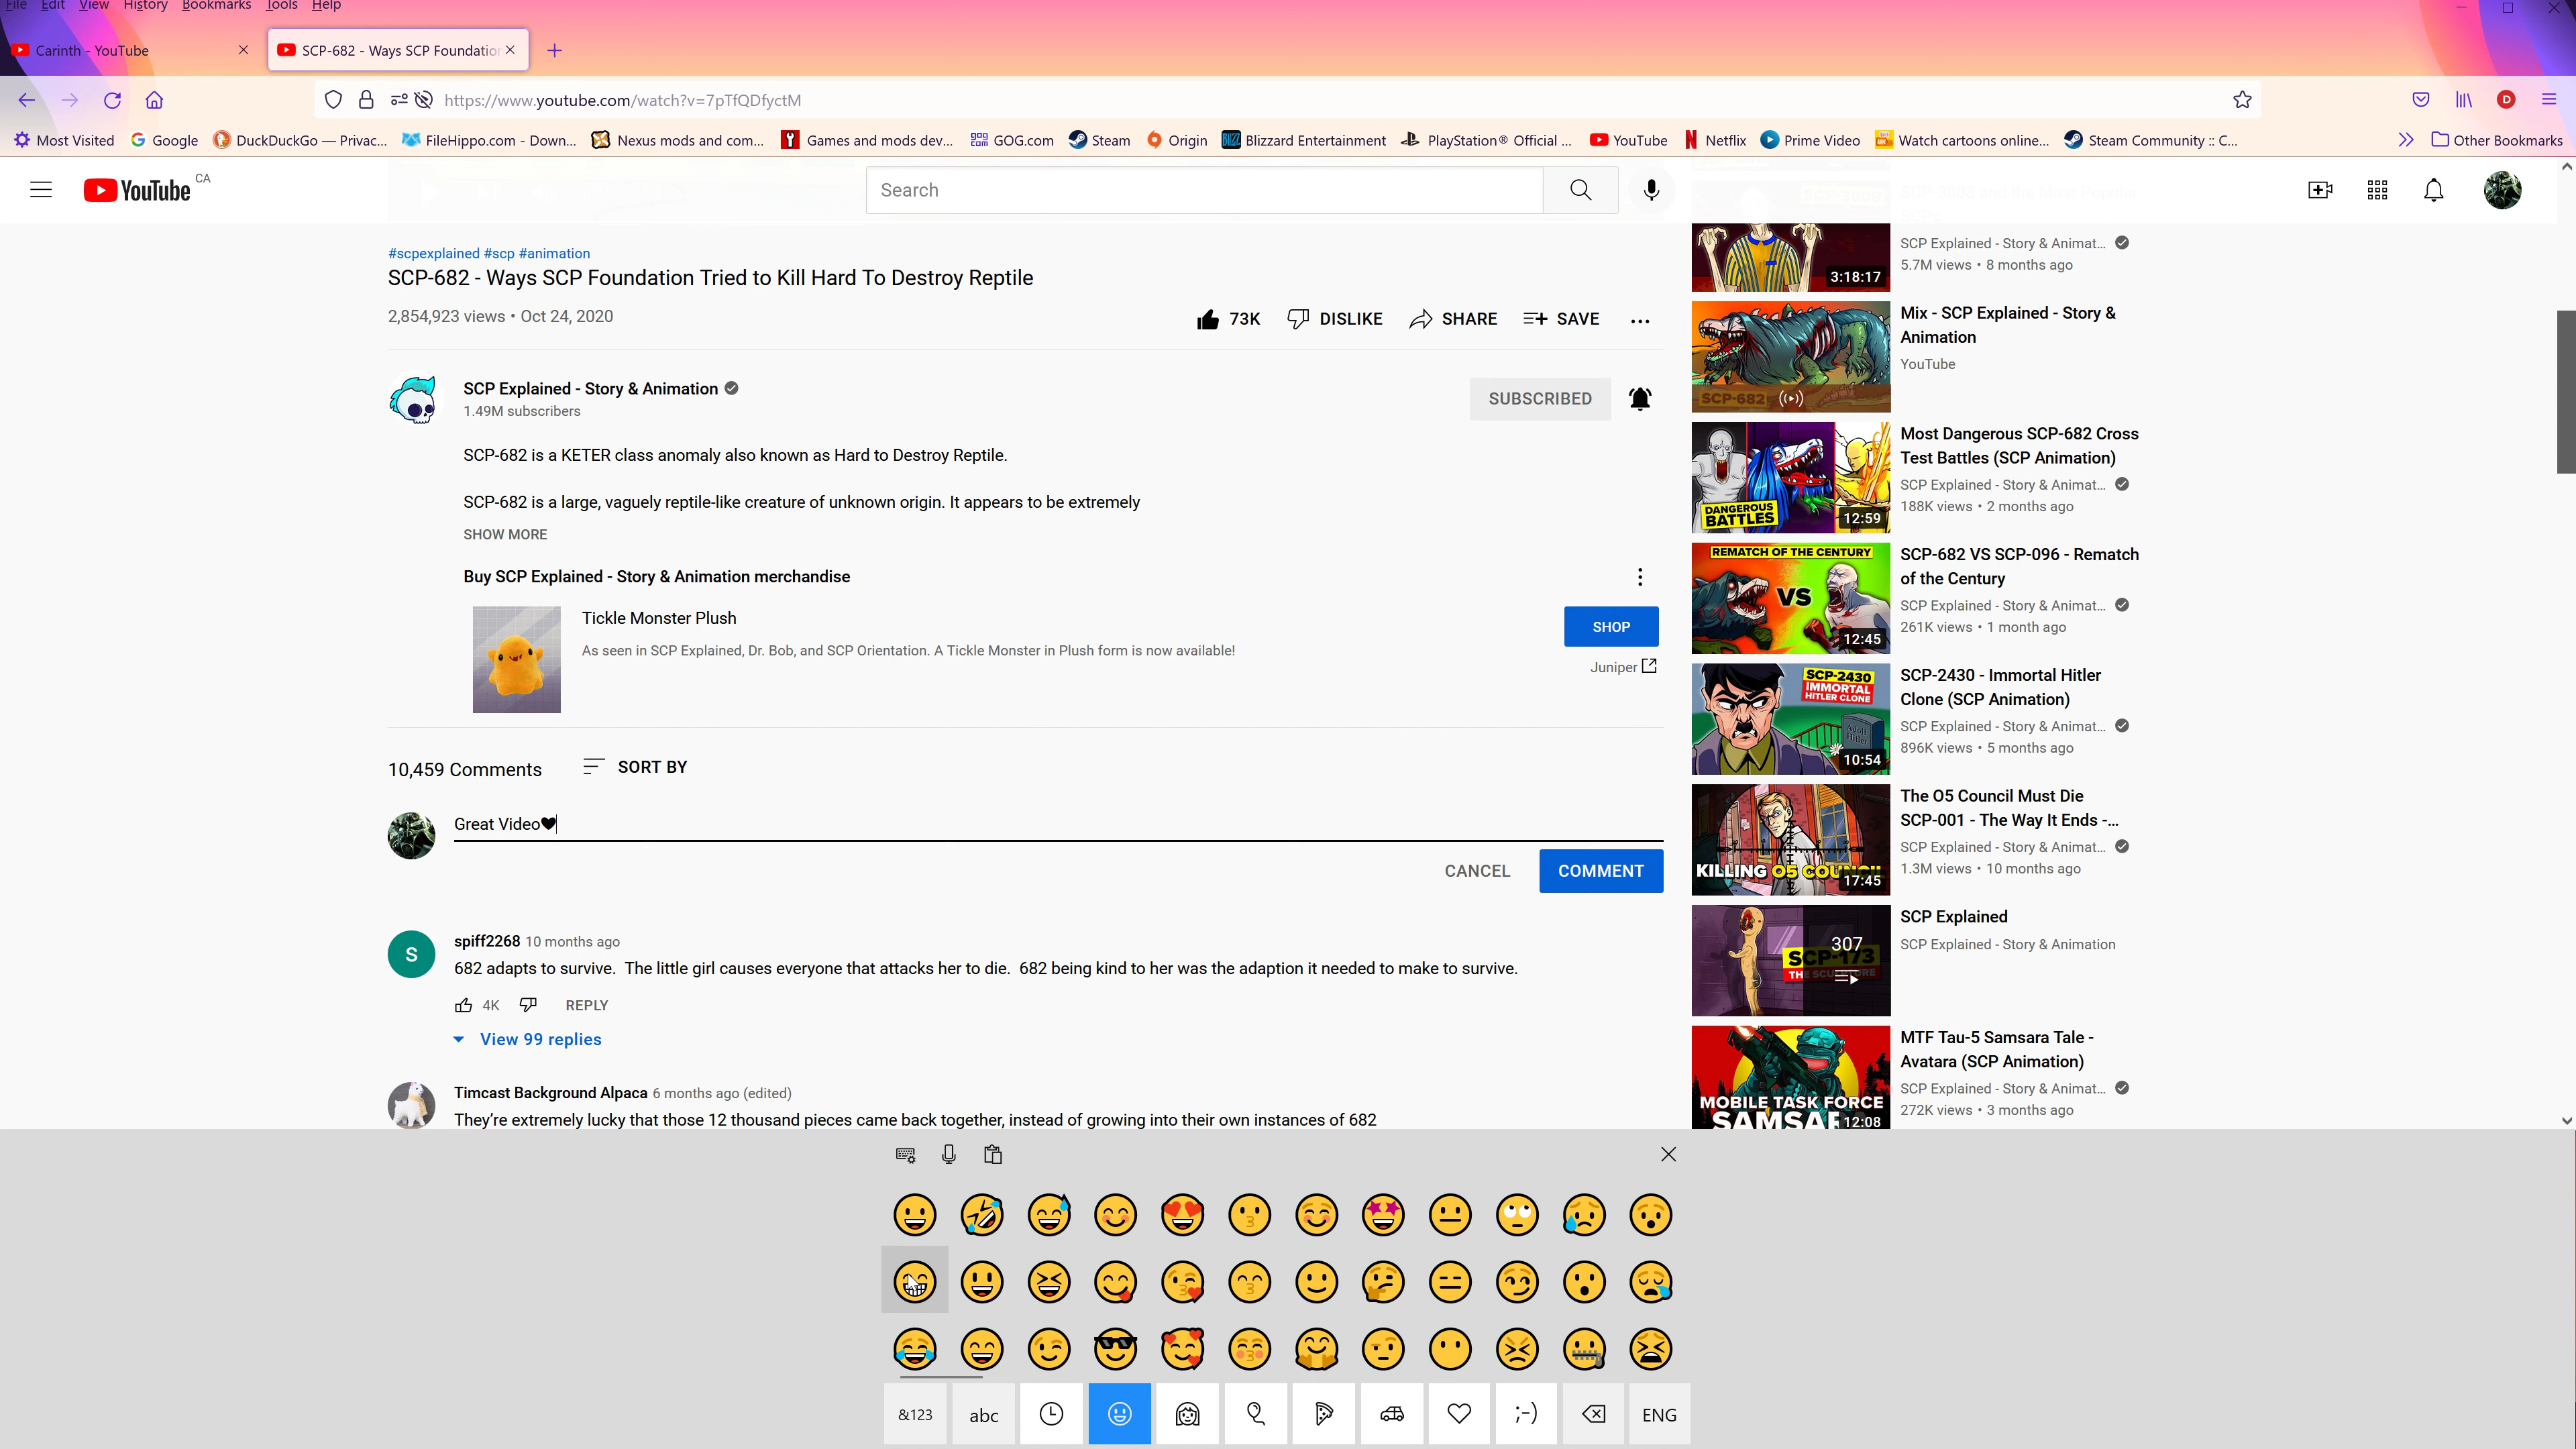 File Edit View History Bookmarks Tools Help
Carinth - YouTube
SCP-682 - Ways SCP Foundation
https://www.youtube.com/watch?v=7pTfQDfyctM
Most Visited Google DuckDuckGo — Privac... FileHippo.com - Down... Nexus mods and com... Games and mods dev... GOG.com Steam Origin Blizzard Entertainment PlayStation® Official ... YouTube Netflix Prime Video Watch cartoons online... Steam Community :: C... Other Bookmarks
YouTube CA
Search
#scpexplained #scp #animation
SCP-682 - Ways SCP Foundation Tried to Kill Hard To Destroy Reptile
2,854,923 views • Oct 24, 2020
73K DISLIKE SHARE SAVE ...
SCP Explained - Story & Animation
1.49M subscribers
SUBSCRIBED
SCP-682 is a KETER class anomaly also known as Hard to Destroy Reptile.
SCP-682 is a large, vaguely reptile-like creature of unknown origin. It appears to be extremely
SHOW MORE
Buy SCP Explained - Story & Animation merchandise
Tickle Monster Plush
As seen in SCP Explained, Dr. Bob, and SCP Orientation. A Tickle Monster in Plush form is now available!
SHOP
Juniper
10,459 Comments
SORT BY
Great Video🖤
CANCEL
COMMENT
S
spiff2268 10 months ago
682 adapts to survive.  The little girl causes everyone that attacks her to die.  682 being kind to her was the adaption it needed to make to survive.
4K REPLY
View 99 replies
Timcast Background Alpaca 6 months ago (edited)
They're extremely lucky that those 12 thousand pieces came back together, instead of growing into their own instances of 682
3:18:17
SCP Explained - Story & Animat...
5.7M views • 8 months ago
SCP-682
Mix - SCP Explained - Story &
Animation
YouTube
DANGEROUS
BATTLES
12:59
Most Dangerous SCP-682 Cross
Test Battles (SCP Animation)
SCP Explained - Story & Animat...
188K views • 2 months ago
REMATCH OF THE CENTURY
VS
12:45
SCP-682 VS SCP-096 - Rematch
of the Century
SCP Explained - Story & Animat...
261K views • 1 month ago
SCP-2430
IMMORTAL
HITLER CLONE
Adolf
Hitler
10:54
SCP-2430 - Immortal Hitler
Clone (SCP Animation)
SCP Explained - Story & Animat...
896K views • 5 months ago
KILLING O5 COUNCIL
17:45
The O5 Council Must Die
SCP-001 - The Way It Ends -...
SCP Explained - Story & Animat...
1.3M views • 10 months ago
307
SCP-173
THE SCULPTURE
SCP Explained
SCP Explained - Story & Animation
MOBILE TASK FORCE
12:08
MTF Tau-5 Samsara Tale -
Avatara (SCP Animation)
SCP Explained - Story & Animat...
272K views • 3 months ago
&123 abc ;-) ENG